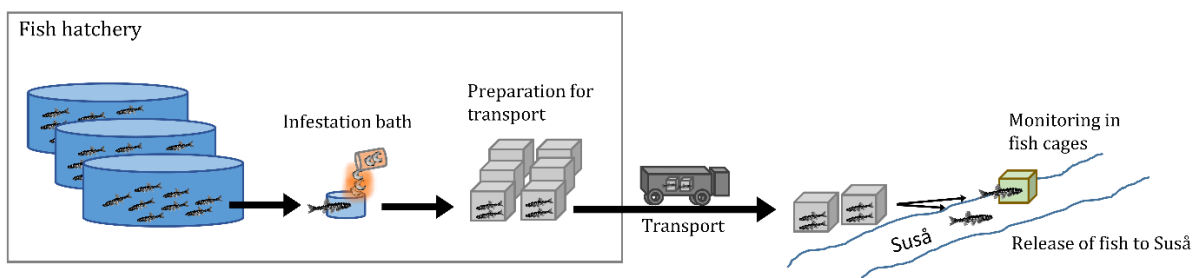 Fish hatchery
Infestation bath
Preparation for
transport
Transport
Monitoring in
fish cages
Suså
Release of fish to Suså